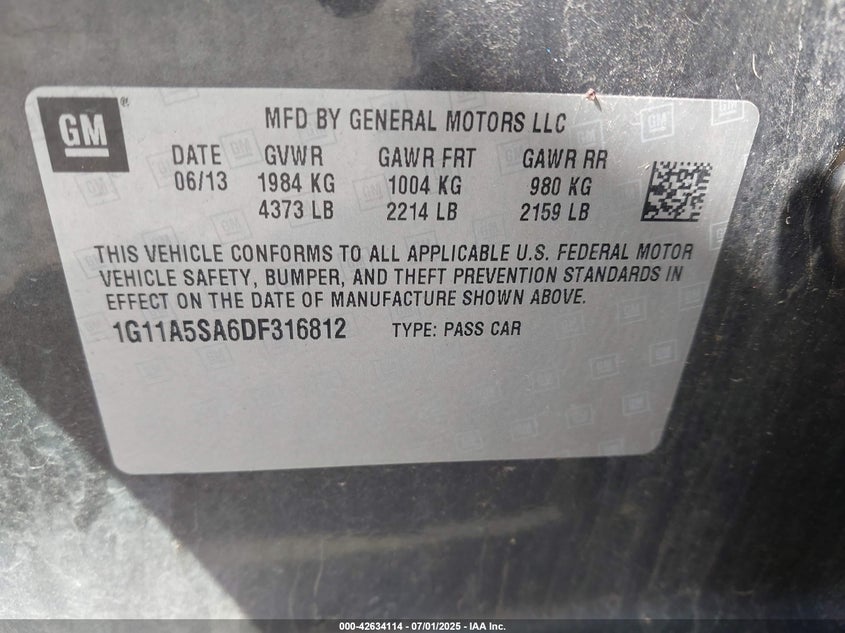 GM ® MFD BY GENERAL MOTORS LLC
DATE GVWR GAWR FRT GAWR RR
06/13 1984 KG 1004 KG 980 KG
4373 LB 2214 LB 2159 LB
THIS VEHICLE CONFORMS TO ALL APPLICABLE U.S. FEDERAL MOTOR
VEHICLE SAFETY, BUMPER, AND THEFT PREVENTION STANDARDS IN
EFFECT ON THE DATE OF MANUFACTURE SHOWN ABOVE.
1G11A5SA6DF316812 TYPE: PASS CAR
000-42634114 - 07/01/2025 - IAA Inc.